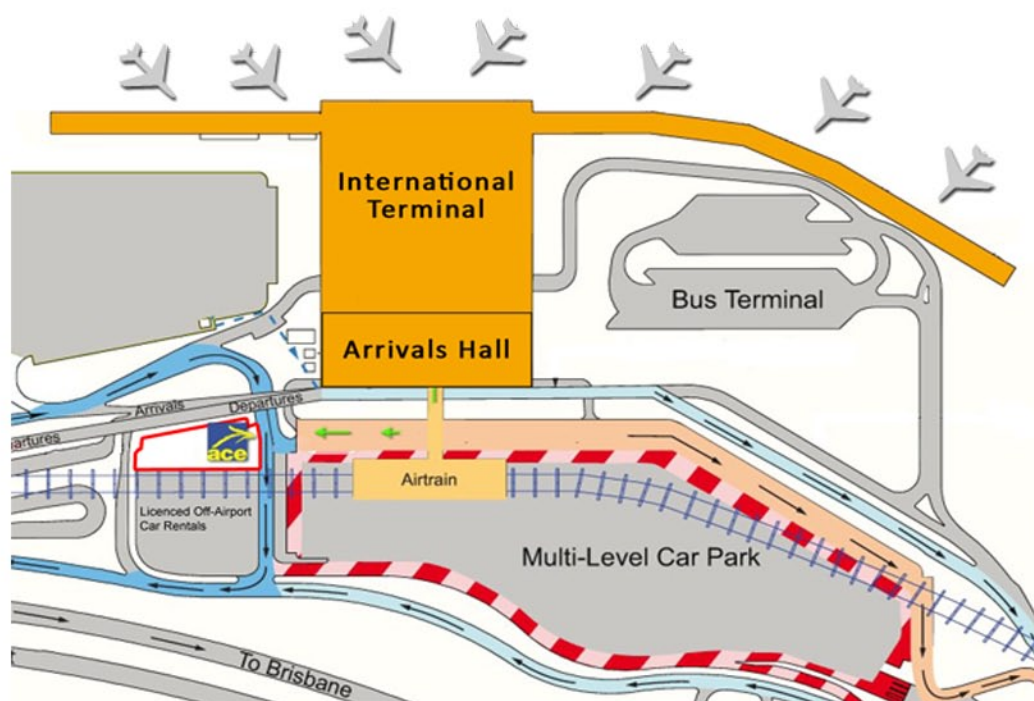 International
Terminal
Bus Terminal
Arrivals Hall
Arrivals
Departures
partures
ace
Airtrain
Licenced Off-Airport
Car Rentals
Multi-Level Car Park
To Brisbane